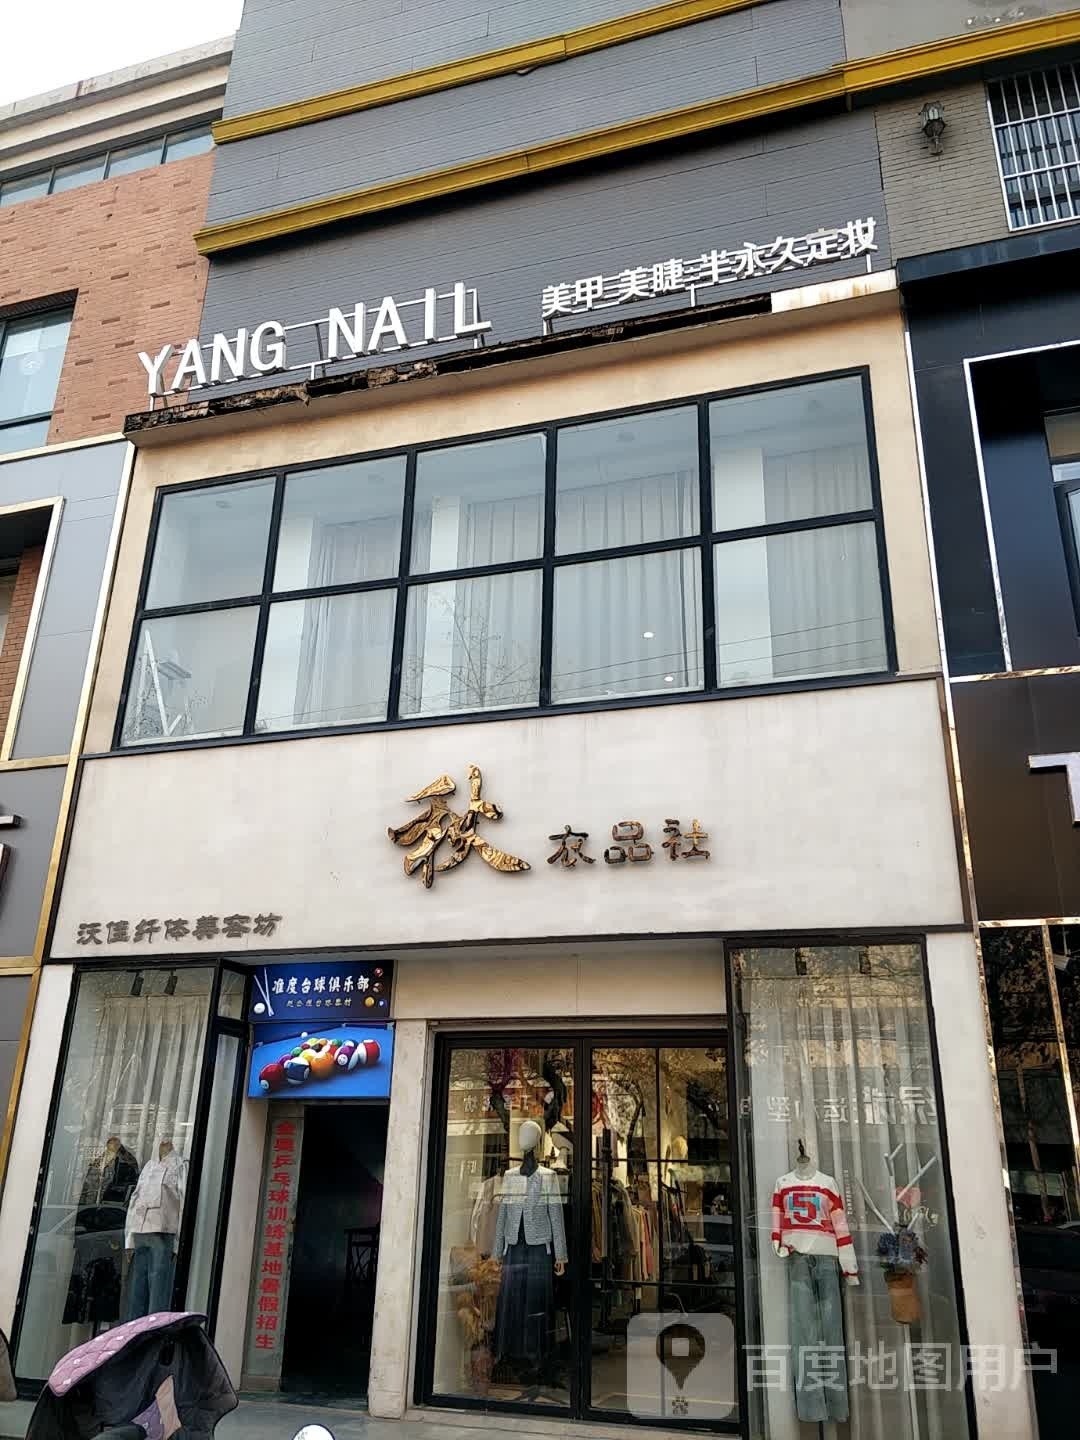 YANG NAIL
美甲 美睫 半永久定妆
秋 衣品社
沃佳纤体美容坊
准度台球俱乐部
金奥乒乓球训练基地暑假招生
百度地图用户